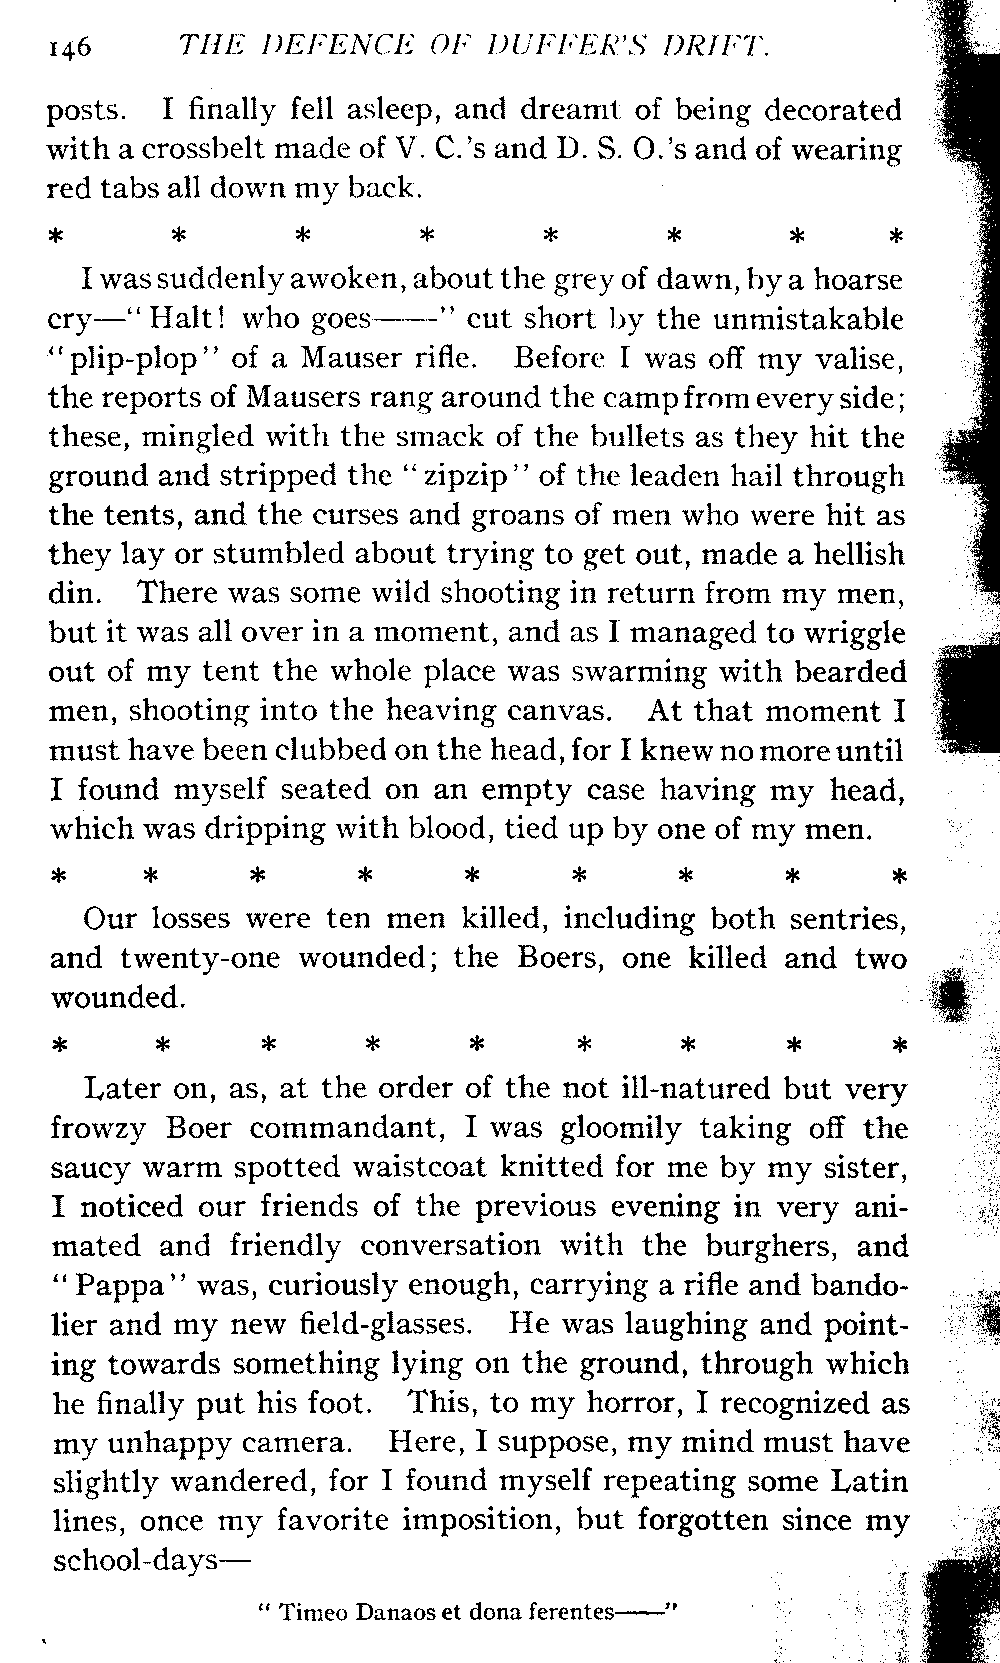 146 THE DEFENCE OF DUFFER'S DRIFT.
posts. I finally fell asleep, and dreamt of being decorated
with a crossbelt made of V. C.'s and D. S. O.'s and of wearing
red tabs all down my back.
* * * * * * * *
I was suddenly awoken, about the grey of dawn, by a hoarse
cry—“Halt! who goes——” cut short by the unmistakable
“plip-plop” of a Mauser rifle. Before I was off my valise,
the reports of Mausers rang around the camp from every side;
these, mingled with the smack of the bullets as they hit the
ground and stripped the “zipzip” of the leaden hail through
the tents, and the curses and groans of men who were hit as
they lay or stumbled about trying to get out, made a hellish
din. There was some wild shooting in return from my men,
but it was all over in a moment, and as I managed to wriggle
out of my tent the whole place was swarming with bearded
men, shooting into the heaving canvas. At that moment I
must have been clubbed on the head, for I knew no more until
I found myself seated on an empty case having my head,
which was dripping with blood, tied up by one of my men.
* * * * * * * * *
Our losses were ten men killed, including both sentries,
and twenty-one wounded; the Boers, one killed and two
wounded.
* * * * * * * * *
Later on, as, at the order of the not ill-natured but very
frowzy Boer commandant, I was gloomily taking off the
saucy warm spotted waistcoat knitted for me by my sister,
I noticed our friends of the previous evening in very ani-
mated and friendly conversation with the burghers, and
“Pappa” was, curiously enough, carrying a rifle and bando-
lier and my new field-glasses. He was laughing and point-
ing towards something lying on the ground, through which
he finally put his foot. This, to my horror, I recognized as
my unhappy camera. Here, I suppose, my mind must have
slightly wandered, for I found myself repeating some Latin
lines, once my favorite imposition, but forgotten since my
school-days—
“Timeo Danaos et dona ferentes——”